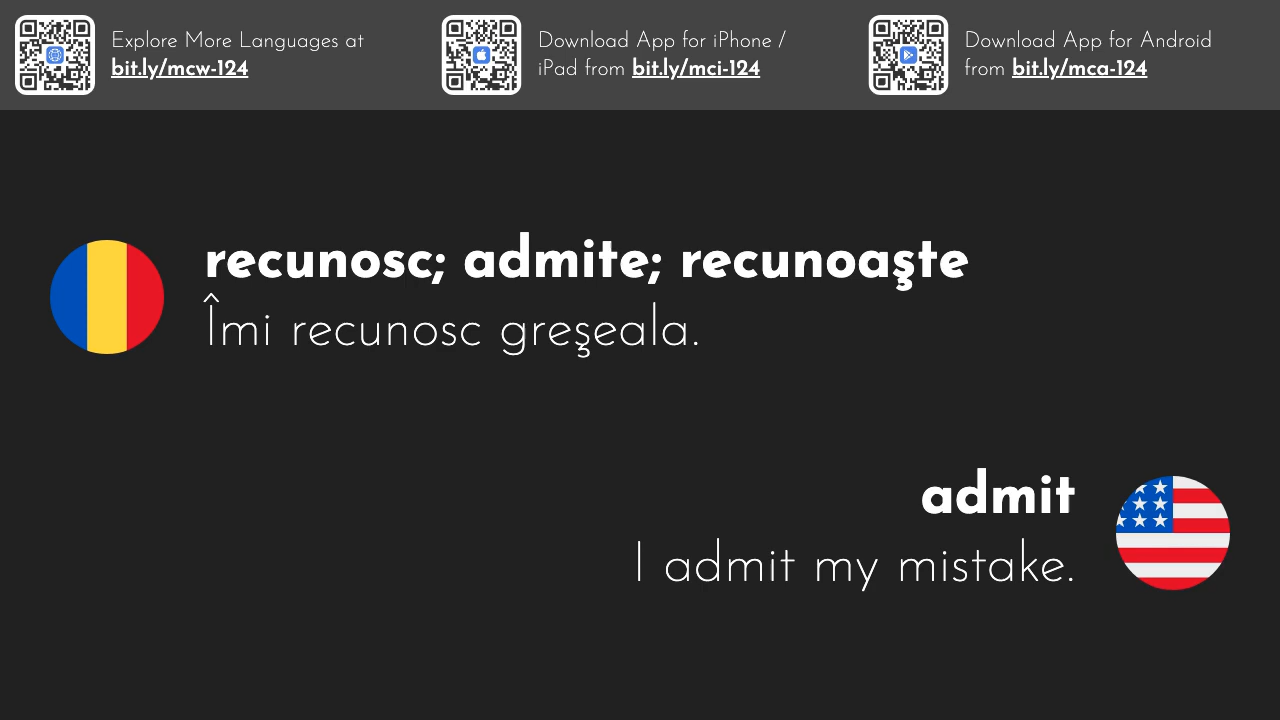 Explore More Languages at
bit.ly/mcw-124
Download App for iPhone /
iPad from bit.ly/mci-124
Download App for Android
from bit.ly/mca-124
recunosc; admite; recunoaşte
Îmi recunosc greşeala.
admit
I admit my mistake.